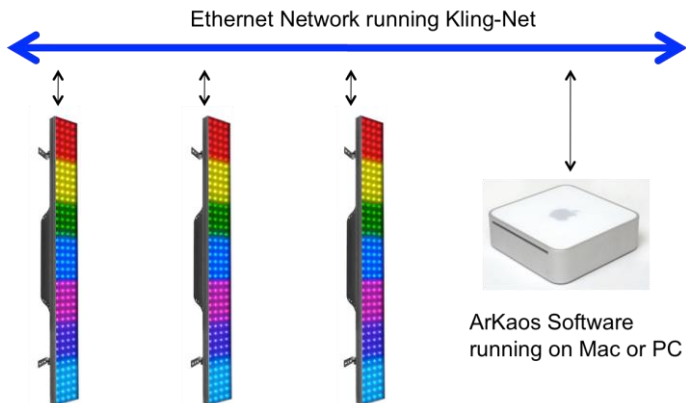 Ethernet Network running Kling-Net
ArKaos Software
running on Mac or PC